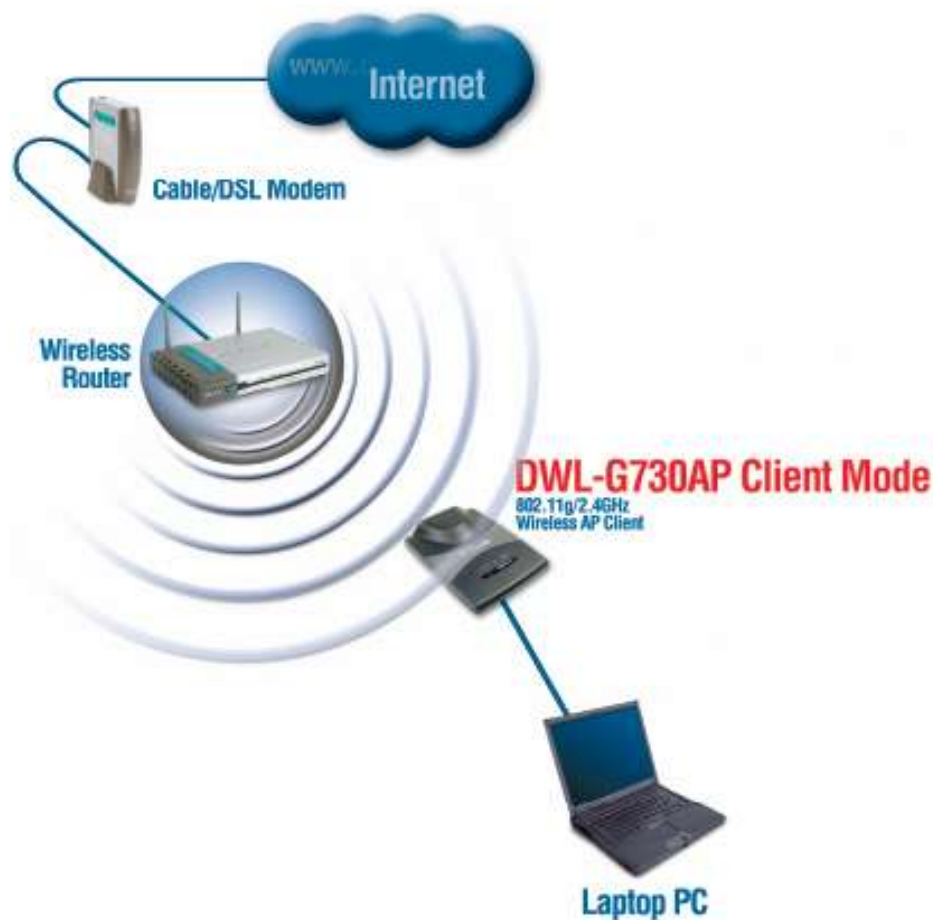 www.
Internet
Cable/DSL Modem
Wireless
Router
DWL-G730AP Client Mode
802.11g/2.4GHz
Wireless AP Client
Laptop PC